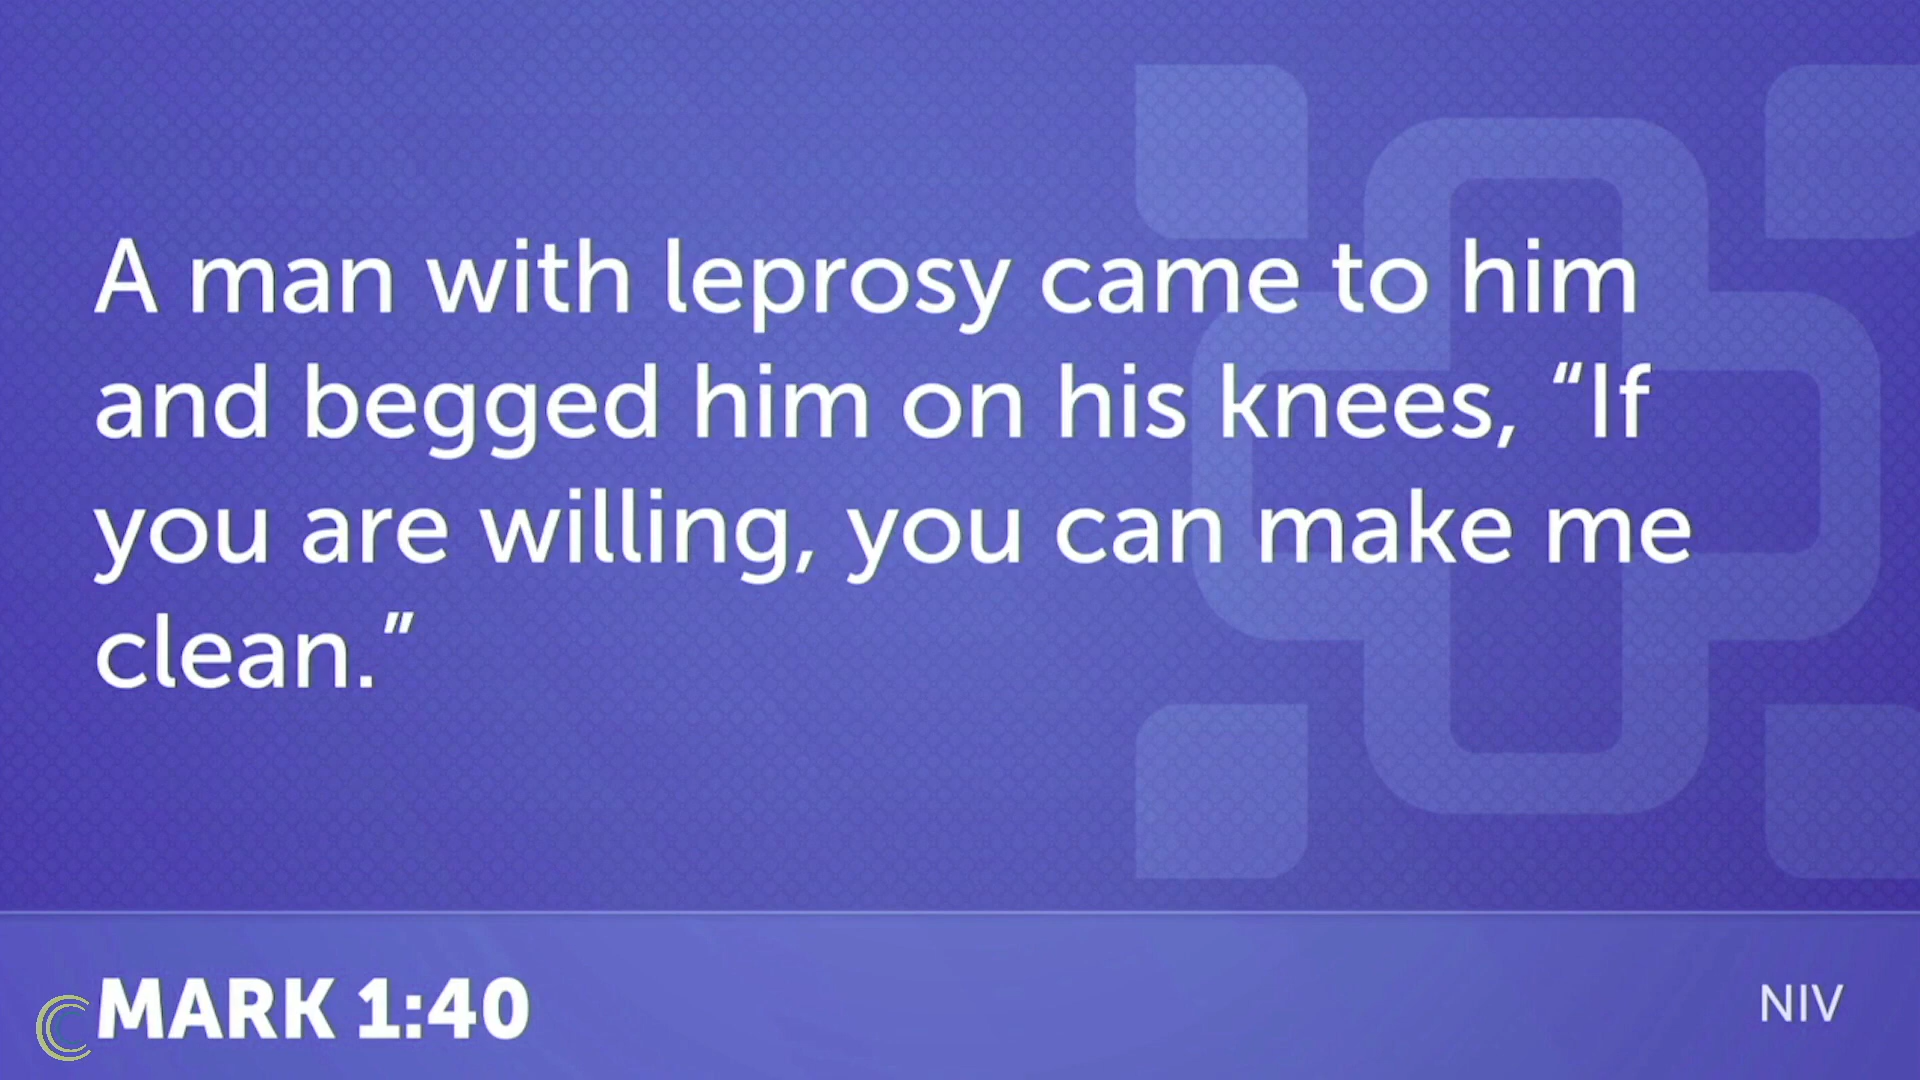 A man with leprosy came to him
and begged him on his knees, “If
you are willing, you can make me
clean.”
MARK 1:40
NIV